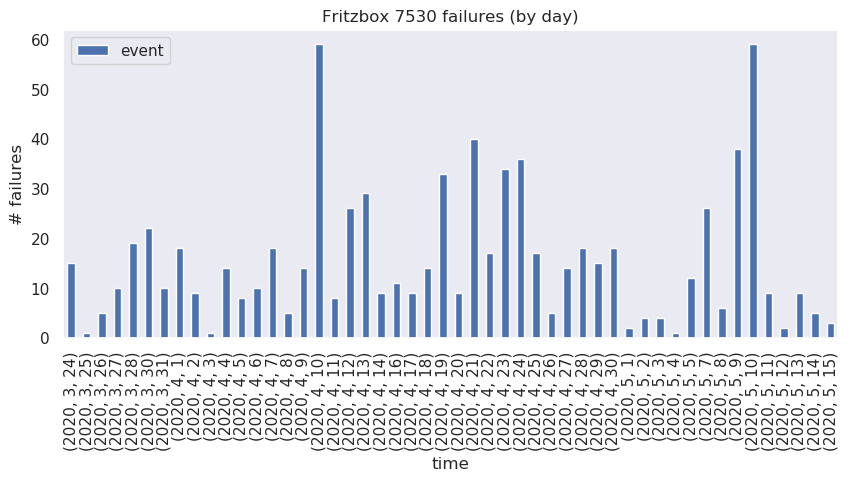 Fritzbox 7530 failures (by day)
event
# failures
60
50
40
30
20
10
0
(2020, 3, 24)
(2020, 3, 25)
(2020, 3, 26)
(2020, 3, 27)
(2020, 3, 28)
(2020, 3, 30)
(2020, 3, 31)
(2020, 4, 1)
(2020, 4, 2)
(2020, 4, 3)
(2020, 4, 4)
(2020, 4, 5)
(2020, 4, 6)
(2020, 4, 7)
(2020, 4, 8)
(2020, 4, 9)
(2020, 4, 10)
(2020, 4, 11)
(2020, 4, 12)
(2020, 4, 13)
(2020, 4, 14)
(2020, 4, 16)
(2020, 4, 17)
(2020, 4, 18)
(2020, 4, 19)
(2020, 4, 20)
(2020, 4, 21)
(2020, 4, 22)
(2020, 4, 23)
(2020, 4, 24)
(2020, 4, 25)
(2020, 4, 26)
(2020, 4, 27)
(2020, 4, 28)
(2020, 4, 29)
(2020, 4, 30)
(2020, 5, 1)
(2020, 5, 2)
(2020, 5, 3)
(2020, 5, 4)
(2020, 5, 5)
(2020, 5, 7)
(2020, 5, 8)
(2020, 5, 9)
(2020, 5, 10)
(2020, 5, 11)
(2020, 5, 12)
(2020, 5, 13)
(2020, 5, 14)
(2020, 5, 15)
time